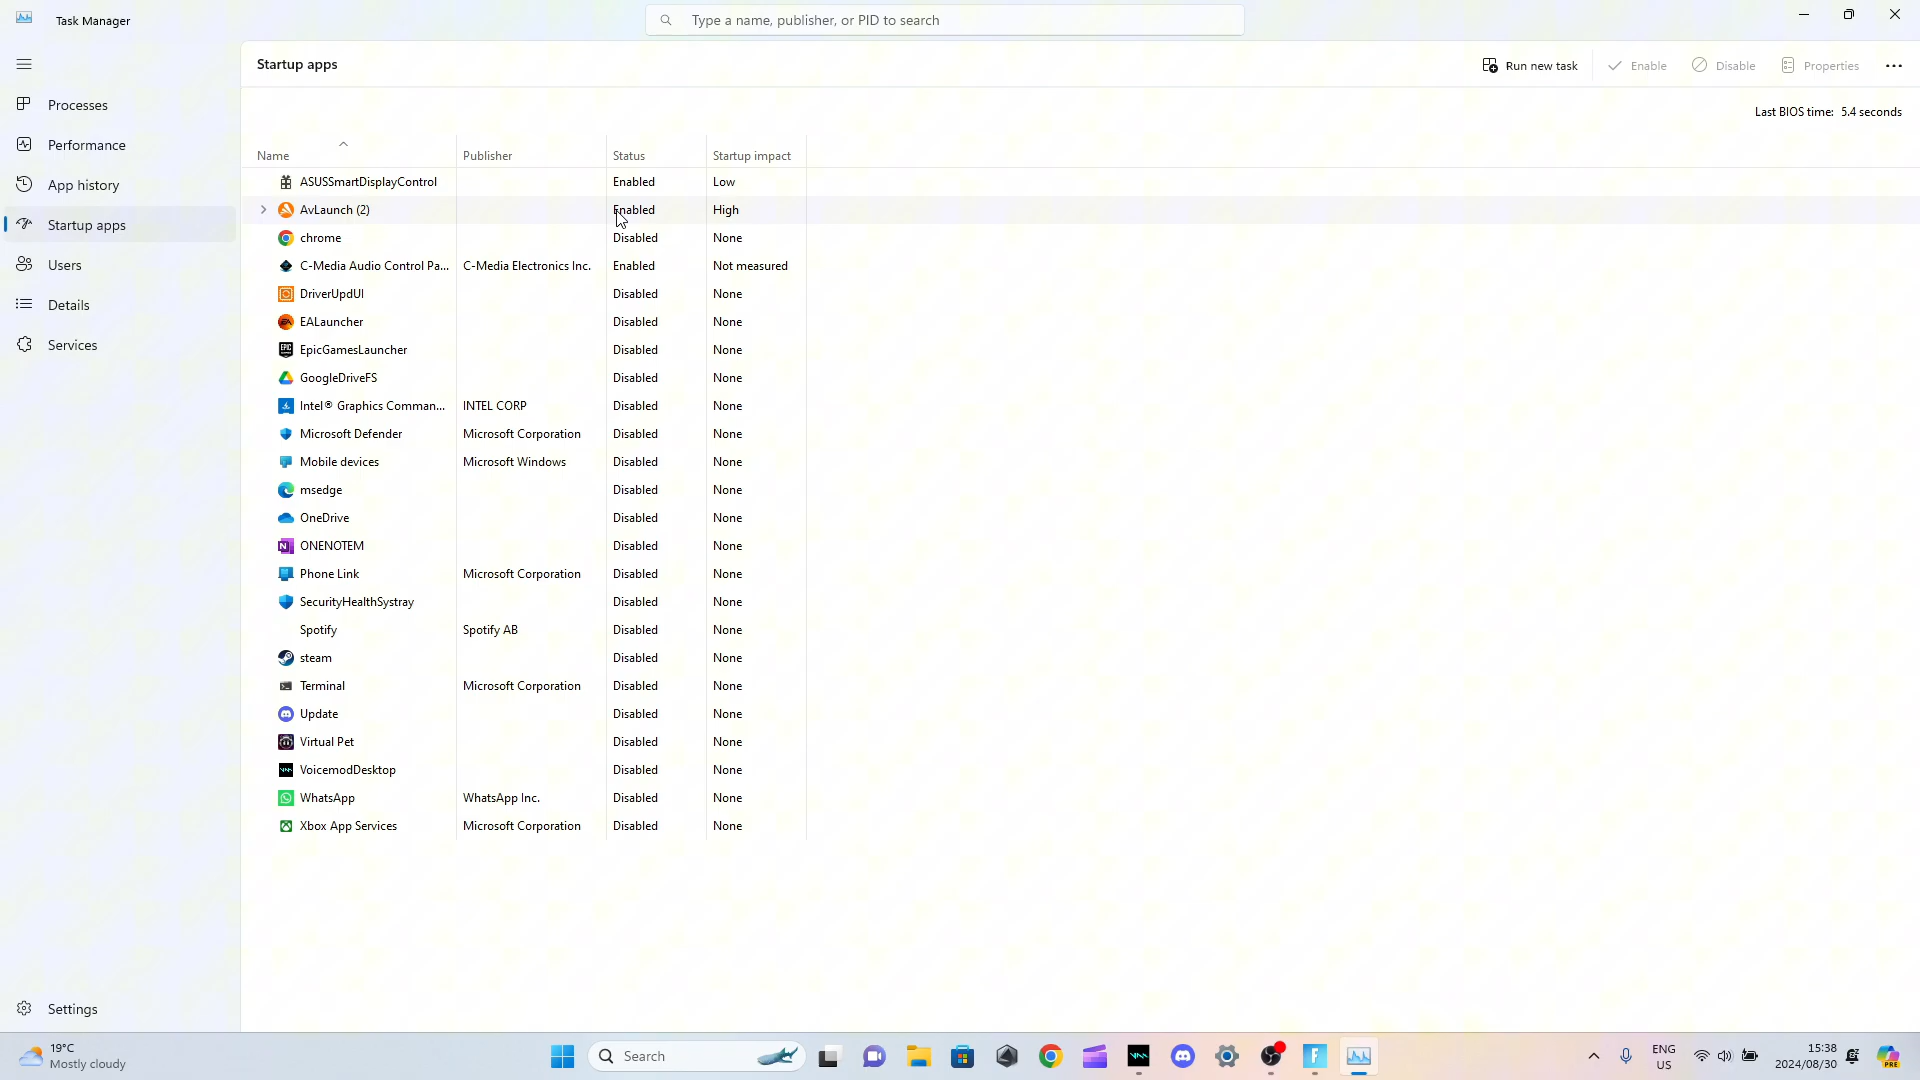 Task Manager
Type a name, publisher, or PID to search
Startup apps
Run new task Enable Disable Properties
Last BIOS time: 5.4 seconds
Processes
Performance
App history
Startup apps
Users
Details
Services
Settings
Name Publisher Status Startup impact
ASUSSmartDisplayControl Enabled Low
AvLaunch (2) Enabled High
chrome Disabled None
C-Media Audio Control Pa... C-Media Electronics Inc. Enabled Not measured
DriverUpdUI Disabled None
EALauncher Disabled None
EPIC EpicGamesLauncher Disabled None
GoogleDriveFS Disabled None
Intel® Graphics Comman... INTEL CORP Disabled None
Microsoft Defender Microsoft Corporation Disabled None
Mobile devices Microsoft Windows Disabled None
msedge Disabled None
OneDrive Disabled None
N ONENOTEM Disabled None
Phone Link Microsoft Corporation Disabled None
SecurityHealthSystray Disabled None
Spotify Spotify AB Disabled None
steam Disabled None
Terminal Microsoft Corporation Disabled None
Update Disabled None
Virtual Pet Disabled None
VoicemodDesktop Disabled None
WhatsApp WhatsApp Inc. Disabled None
Xbox App Services Microsoft Corporation Disabled None
19°C
Mostly cloudy
Search
F
ENG
US
15:38
2024/08/30
PRE